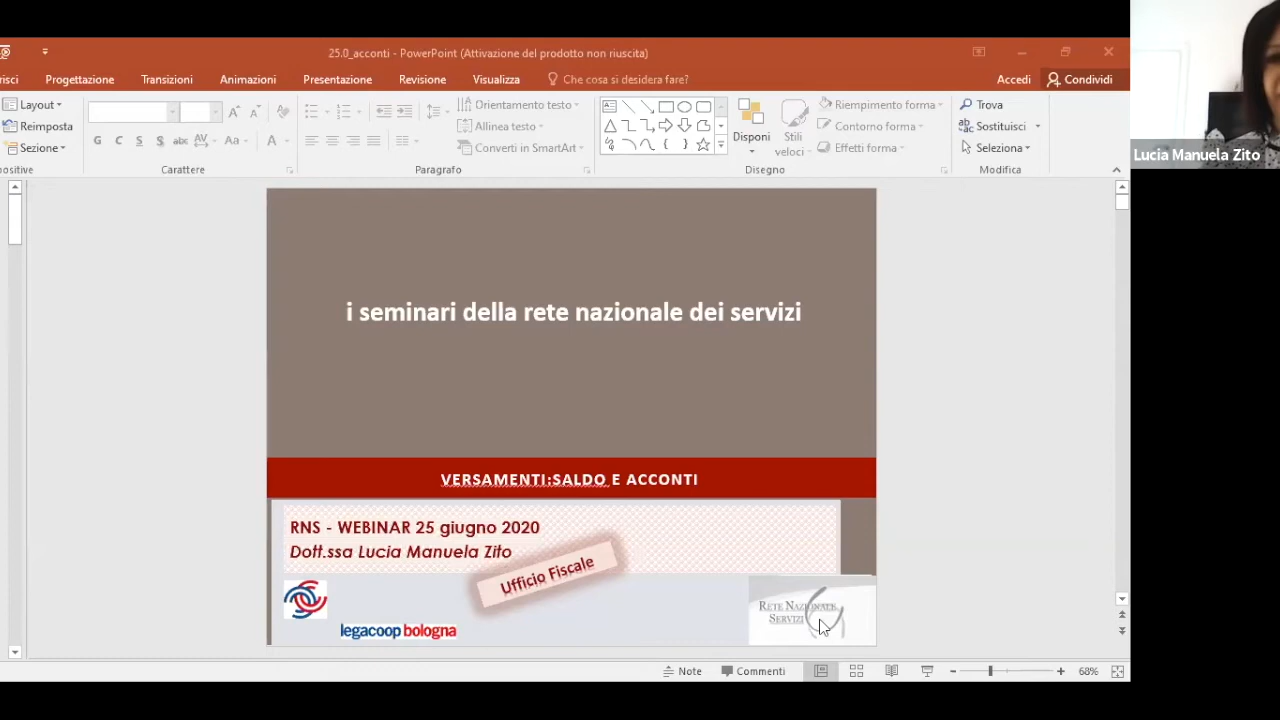 25.0_acconti - PowerPoint (Attivazione del prodotto non riuscita)
Progettazione Transizioni Animazioni Presentazione Revisione Visualizza Che cosa si desidera fare? Accedi Condividi
Layout Orientamento testo Riempimento forma Trova
Reimposta Allinea testo Disponi Stili veloci Contorno forma Sostituisci
Sezione G C S S abc AV Aa A Converti in SmartArt Effetti forma Seleziona
Carattere Paragrafo Disegno Modifica
Lucia Manuela Zito
i seminari della rete nazionale dei servizi
VERSAMENTI:SALDO E ACCONTI
RNS - WEBINAR 25 giugno 2020
Dott.ssa Lucia Manuela Zito
Ufficio Fiscale
legacoop bologna
RETE NAZIONALE
SERVIZI
Note Commenti 68%